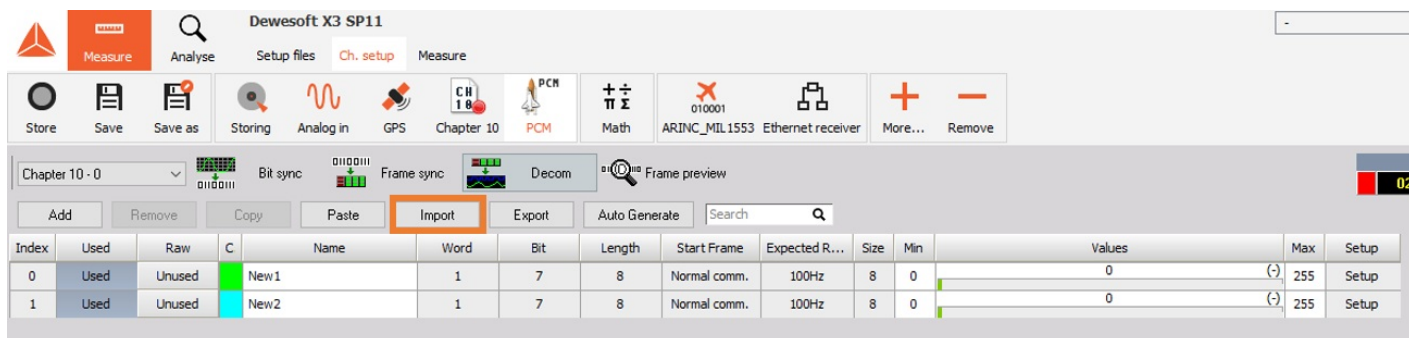 Dewesoft X3 SP11
-
Measure Analyse Setup files Ch. setup Measure
CH
10
PCM
+ ÷
π Σ
010001
Store Save Save as Storing Analog in GPS Chapter 10 PCM Math ARINC_MIL1553 Ethernet receiver More... Remove
Chapter 10 - 0 Bit sync Frame sync Decom Frame preview
02
Add Remove Copy Paste Import Export Auto Generate Search
Index Used Raw C Name Word Bit Length Start Frame Expected R... Size Min Values Max Setup
0 Used Unused New1 1 7 8 Normal comm. 100Hz 8 0 0 (-) 255 Setup
1 Used Unused New2 1 7 8 Normal comm. 100Hz 8 0 0 (-) 255 Setup